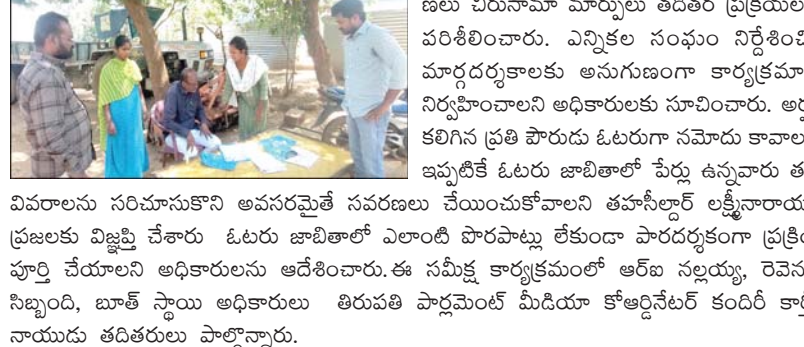 ణలు చిరునామా మార్పులు తదితర ప్రక్రియల
పరిశీలించారు. ఎన్నికల సంఘం నిర్దేశించి
మార్గదర్శకాలకు అనుగుణంగా కార్యక్రమా
నిర్వహించాలని అధికారులకు సూచించారు.
కలిగిన ప్రతి పౌరుడు ఓటరుగా నమోదు కావాల
ఇప్పటికే ఓటరు జాబితాలో పేర్లు ఉన్నవారు త
వివరాలను సరిచూసుకొని అవసరమైతే సవరణలు చేయించుకోవాలని తహసీల్దార్ లక్ష్మీనారాయ
ప్రజలకు విజ్ఞప్తి చేశారు ఓటరు జాబితాలో ఎలాంటి పొరపాట్లు లేకుండా పారదర్శకంగా ప్రక్రి
పూర్తి చేయాలని అధికారులను ఆదేశించారు.ఈ సమీక్ష కార్యక్రమంలో ఆర్ఐ నల్లయ్య, రెవెన
సిబ్బంది, బూత్ స్థాయి అధికారులు తిరుపతి పార్లమెంట్ మీడియా కోఆర్డినేటర్ కందిరీ కార్త
నాయుడు తదితరులు పాల్గొన్నారు.